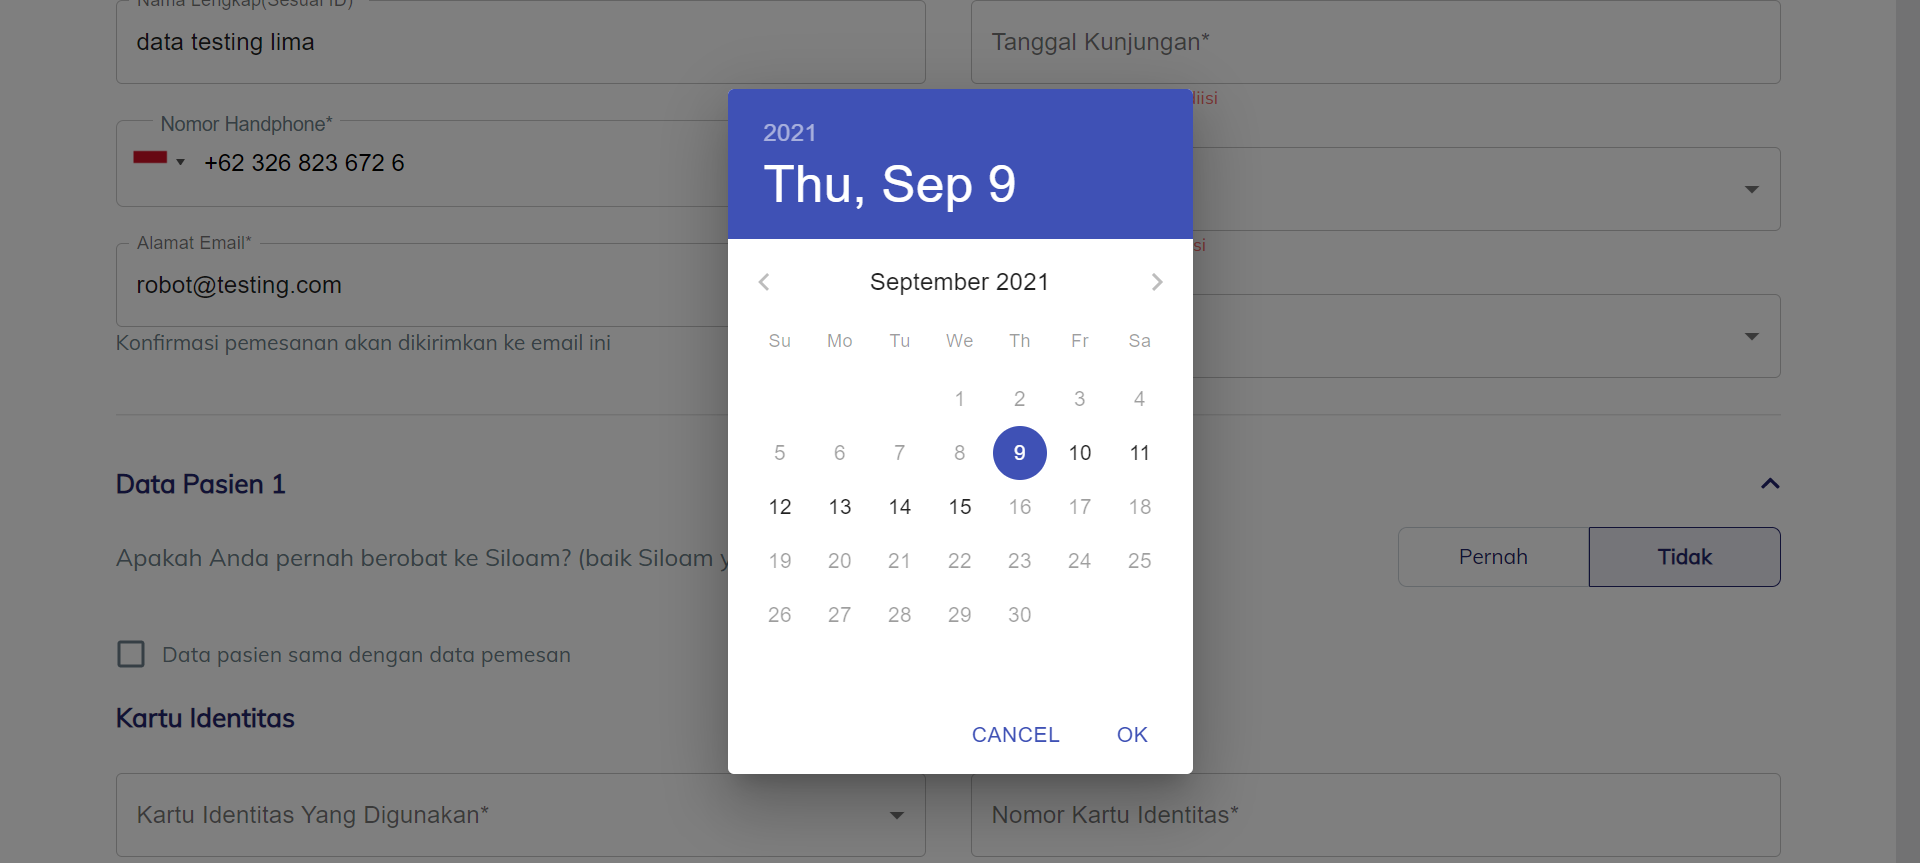 Nama Lengkap(Sesuai ID)
data testing lima
Tanggal Kunjungan*
diisi
Nomor Handphone*
+62 326 823 672 6
si
Alamat Email*
robot@testing.com
Konfirmasi pemesanan akan dikirimkan ke email ini
2021
Thu, Sep 9
September 2021
Su Mo Tu We Th Fr Sa
1 2 3 4
5 6 7 8 9 10 11
12 13 14 15 16 17 18
19 20 21 22 23 24 25
26 27 28 29 30
CANCEL OK
Data Pasien 1
Apakah Anda pernah berobat ke Siloam? (baik Siloam y
Pernah
Tidak
Data pasien sama dengan data pemesan
Kartu Identitas
Kartu Identitas Yang Digunakan*
Nomor Kartu Identitas*